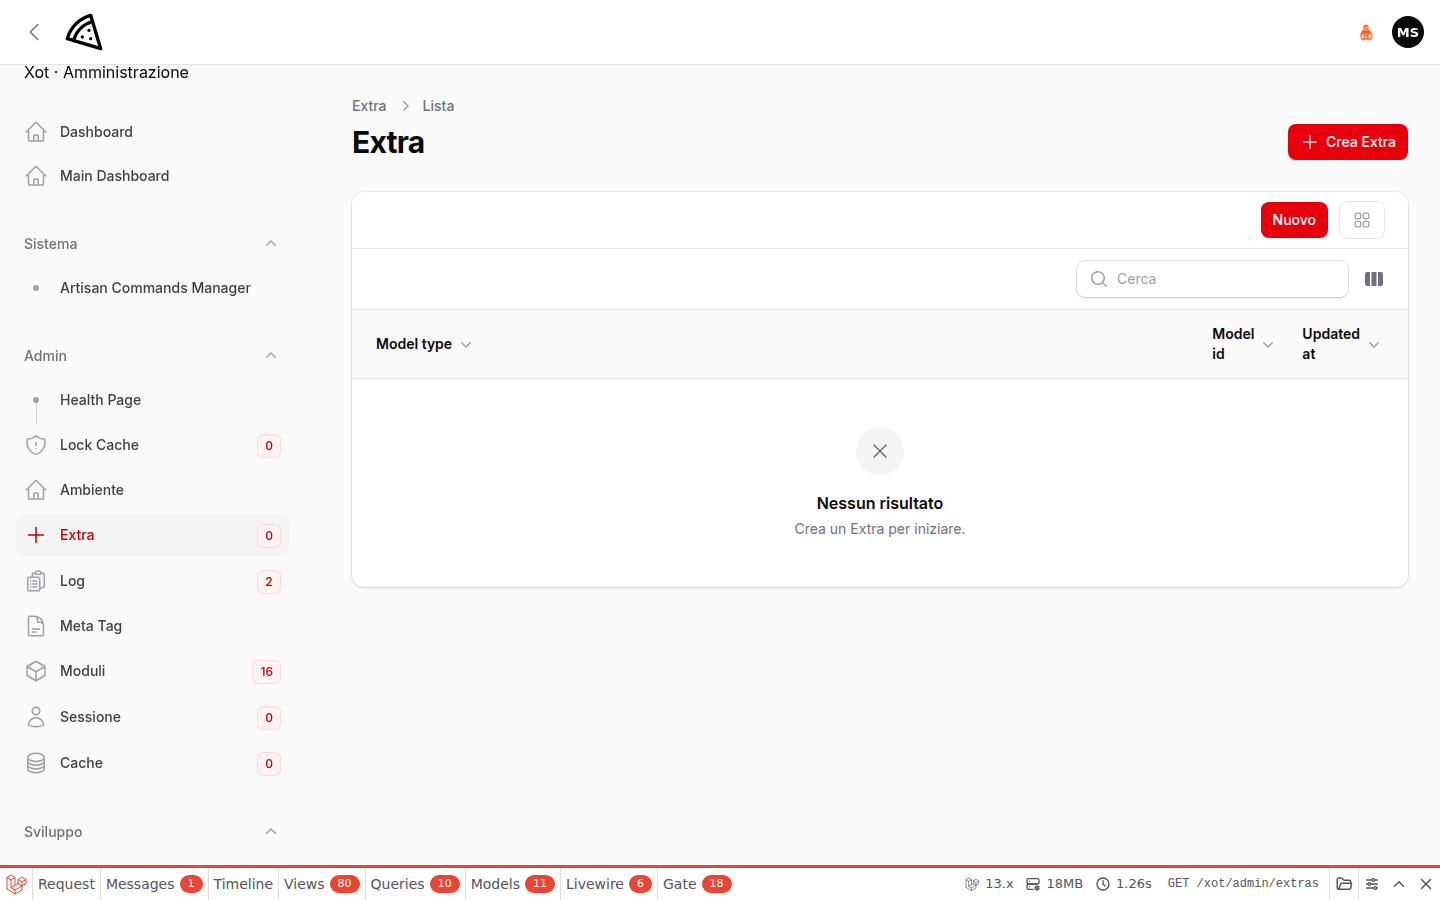 MS
Xot · Amministrazione
Dashboard
Main Dashboard
Sistema
Artisan Commands Manager
Admin
Health Page
Lock Cache 0
Ambiente
Extra 0
Log 2
Meta Tag
Moduli 16
Sessione 0
Cache 0
Sviluppo
Extra > Lista
Extra
Crea Extra
Nuovo
Cerca
Model type
Model id
Updated at
Nessun risultato
Crea un Extra per iniziare.
Request Messages 1 Timeline Views 80 Queries 10 Models 11 Livewire 6 Gate 18 13.x 18MB 1.26s GET /xot/admin/extras